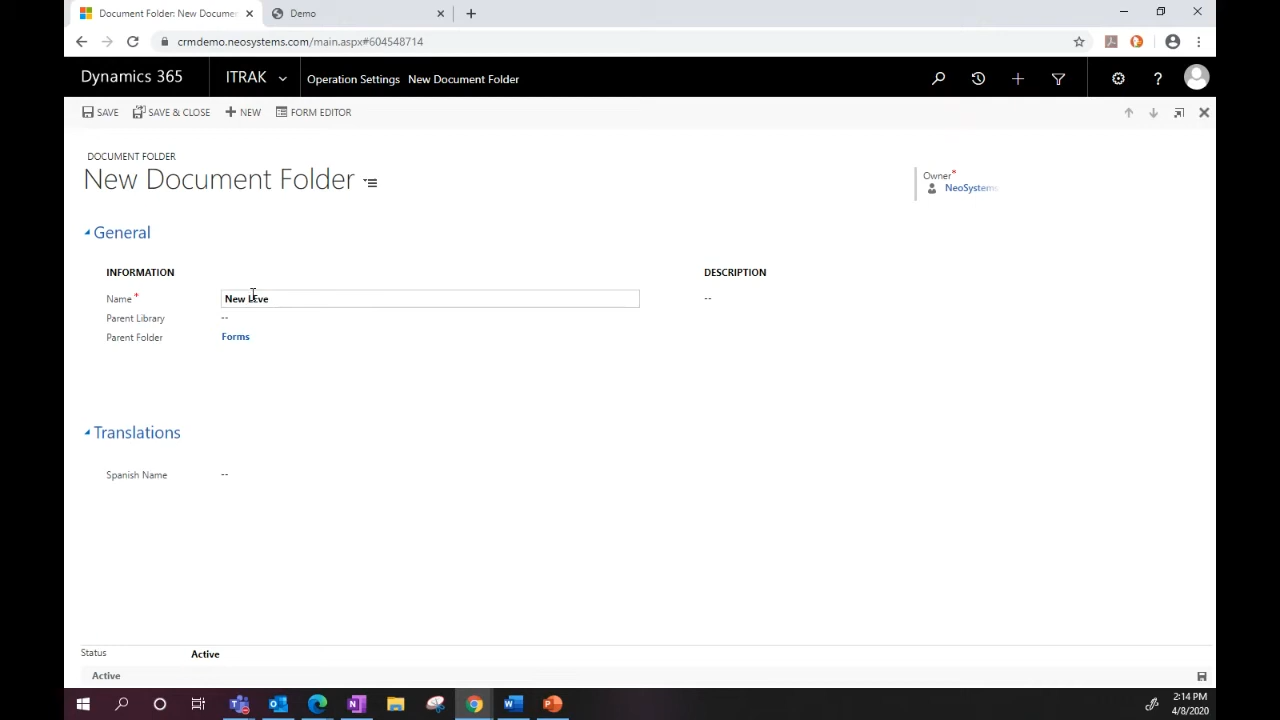 Document Folder: New Documen
Demo
crmdemo.neosystems.com/main.aspx#604548714
Dynamics 365
ITRAK
Operation Settings
New Document Folder
SAVE
SAVE & CLOSE
NEW
FORM EDITOR
DOCUMENT FOLDER
New Document Folder
Owner*
NeoSystems
General
INFORMATION
DESCRIPTION
Name*
New
--
Parent Library
--
Parent Folder
Forms
Translations
Spanish Name
--
Status
Active
Active
2:14 PM
4/8/2020